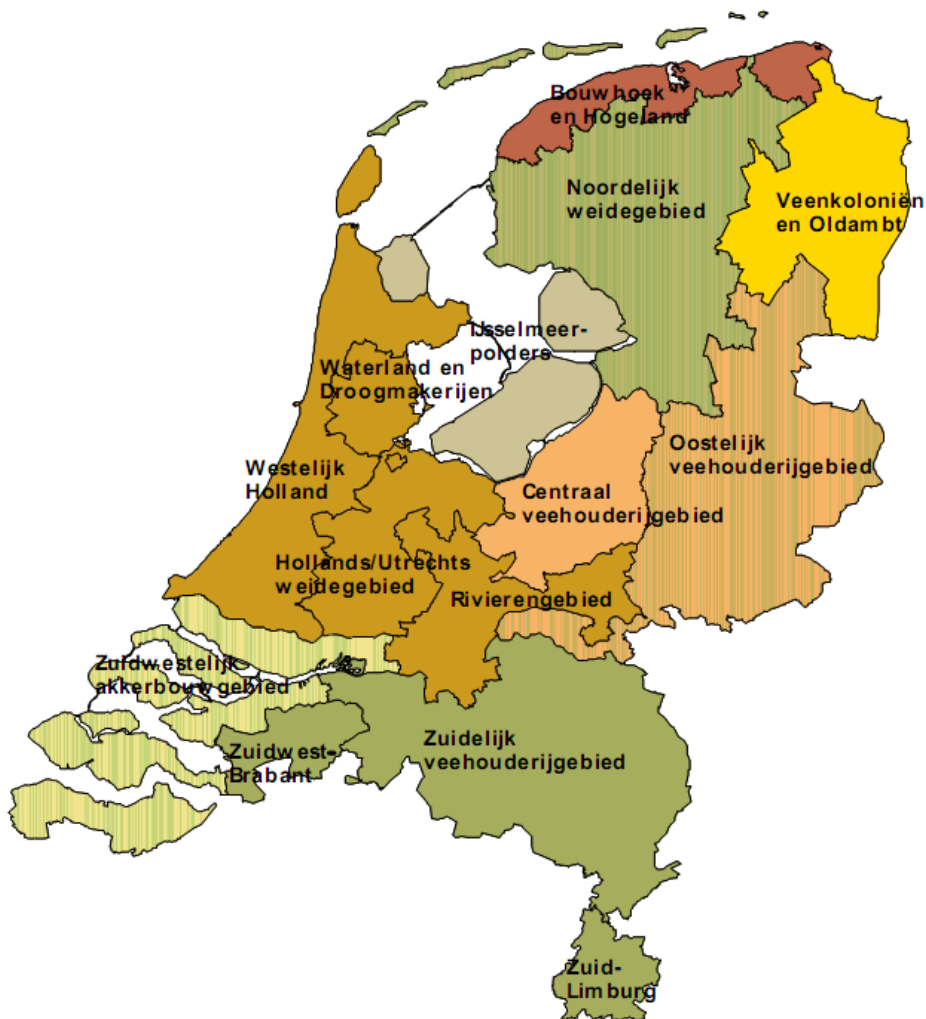 Bouwhoek
en Hogeland
Noordelijk
weidegebied
Veenkoloniën
en Oldambt
IJsselmeer-
polders
Waterland en
Droogmakerijen
Westelijk
Holland
Oostelijk
veehouderijgebied
Centraal
veehouderijgebied
Hollands/Utrechts
weidegebied
Rivierengebied
Zuidwestelijk
akkerbouwgebied
Zuidwest-
Brabant
Zuidelijk
veehouderijgebied
Zuid-
Limburg